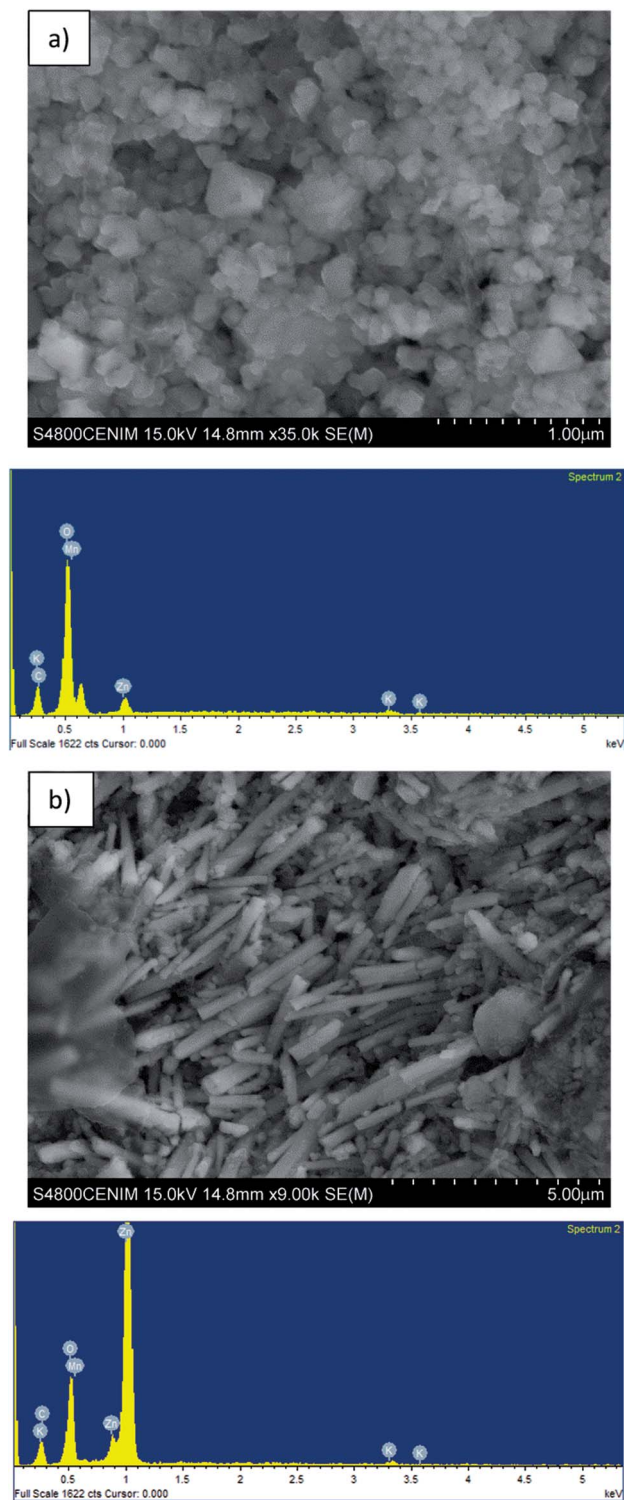 a)
S4800CENIM 15.0kV 14.8mm x35.0k SE(M)
1.00µm
Spectrum 2
O
Mn
K
C
Zn
K
K
0.5 1 1.5 2 2.5 3 3.5 4 4.5 5
Full Scale 1622 cts Cursor: 0.000
keV
b)
S4800CENIM 15.0kV 14.8mm x9.00k SE(M)
5.00µm
Spectrum 2
Zn
O
Mn
C
K
Zn
K
K
0.5 1 1.5 2 2.5 3 3.5 4 4.5 5
Full Scale 1622 cts Cursor: 0.000
keV